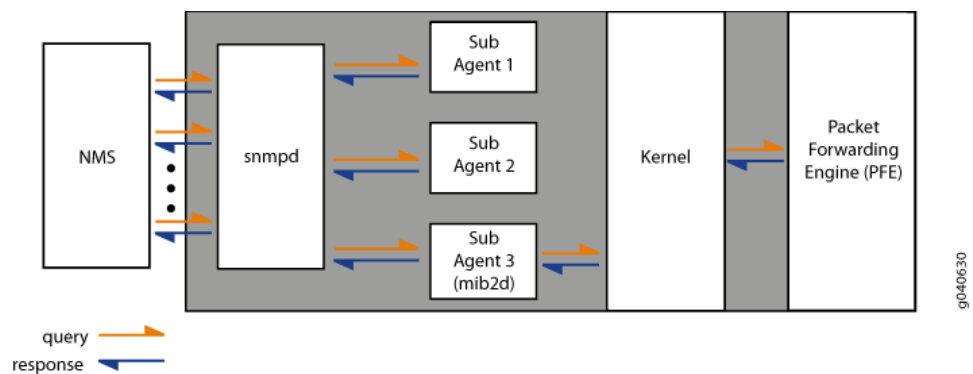 NMS
snmpd
Sub
Agent 1
Sub
Agent 2
Sub
Agent 3
(mib2d)
Kernel
Packet
Forwarding
Engine (PFE)
query
response
g040630